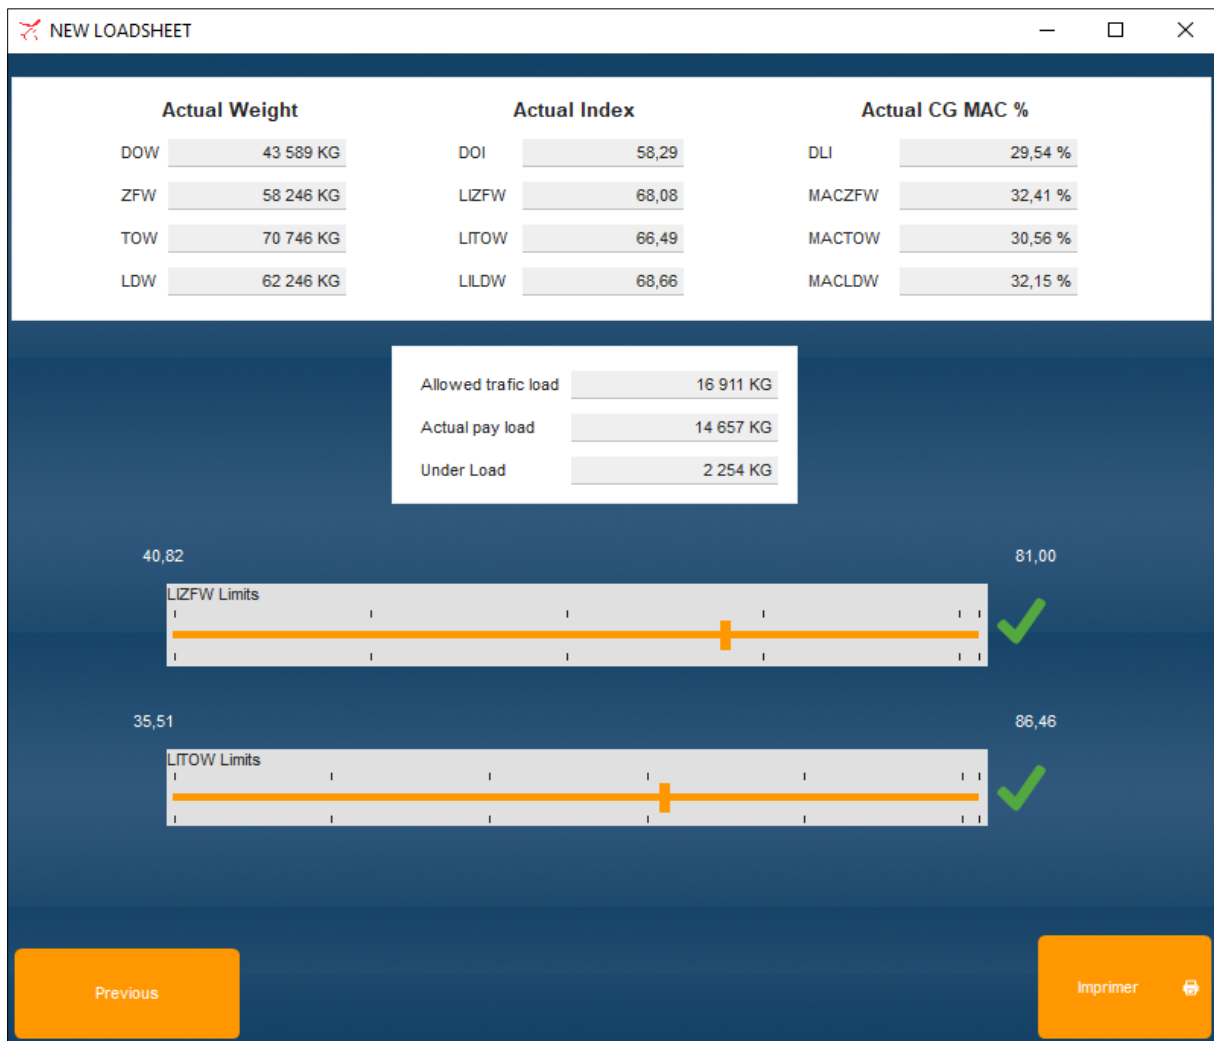 NEW LOADSHEET
Actual Weight Actual Index Actual CG MAC %
DOW 43 589 KG DOI 58,29 DLI 29,54 %
ZFW 58 246 KG LIZFW 68,08 MACZFW 32,41 %
TOW 70 746 KG LITOW 66,49 MACTOW 30,56 %
LDW 62 246 KG LILDW 68,66 MACLDW 32,15 %
Allowed trafic load 16 911 KG
Actual pay load 14 657 KG
Under Load 2 254 KG
40,82 81,00
LIZFW Limits
35,51 86,46
LITOW Limits
Previous Imprimer